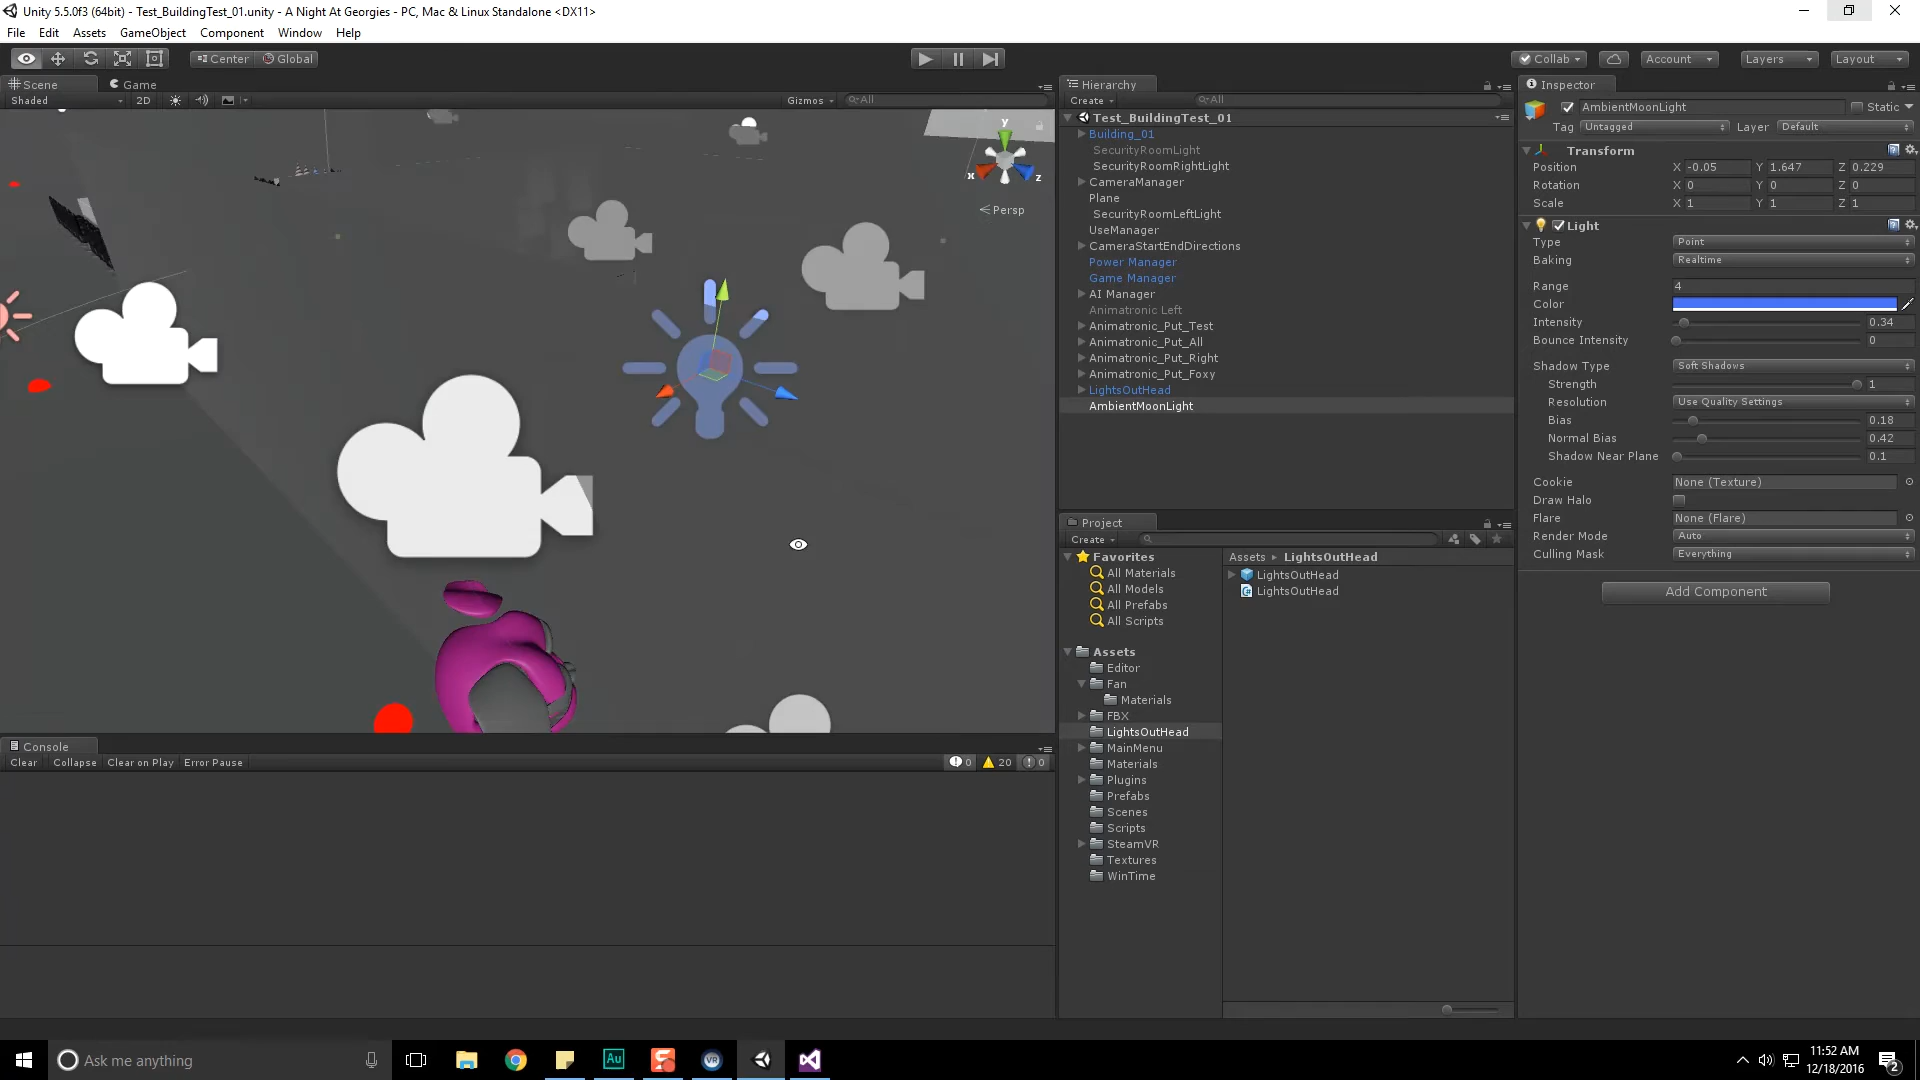 Unity 5.5.0f3 (64bit) - Test_BuildingTest_01.unity - A Night At Georgies - PC, Mac & Linux Standalone <DX11>
File Edit Assets GameObject Component Window Help
Center Global
Collab Account Layers Layout
Scene Game
Shaded 2D Gizmos All
y
x
z
Persp
Console
Clear Collapse Clear on Play Error Pause 0 20 0
Hierarchy
Create All
Test_BuildingTest_01
Building_01
SecurityRoomLight
SecurityRoomRightLight
CameraManager
Plane
SecurityRoomLeftLight
UseManager
CameraStartEndDirections
Power Manager
Game Manager
AI Manager
Animatronic Left
Animatronic_Put_Test
Animatronic_Put_All
Animatronic_Put_Right
Animatronic_Put_Foxy
LightsOutHead
AmbientMoonLight
Project
Create
Favorites
All Materials
All Models
All Prefabs
All Scripts
Assets
Editor
Fan
Materials
FBX
LightsOutHead
MainMenu
Materials
Plugins
Prefabs
Scenes
Scripts
SteamVR
Textures
WinTime
Assets LightsOutHead
LightsOutHead
LightsOutHead
Inspector
AmbientMoonLight Static
Tag Untagged Layer Default
Transform
Position X -0.05 Y 1.647 Z 0.229
Rotation X 0 Y 0 Z 0
Scale X 1 Y 1 Z 1
Light
Type Point
Baking Realtime
Range 4
Color
Intensity 0.34
Bounce Intensity 0
Shadow Type Soft Shadows
Strength 1
Resolution Use Quality Settings
Bias 0.18
Normal Bias 0.42
Shadow Near Plane 0.1
Cookie None (Texture)
Draw Halo
Flare None (Flare)
Render Mode Auto
Culling Mask Everything
Add Component
Ask me anything
Au
VR
11:52 AM
12/18/2016
2